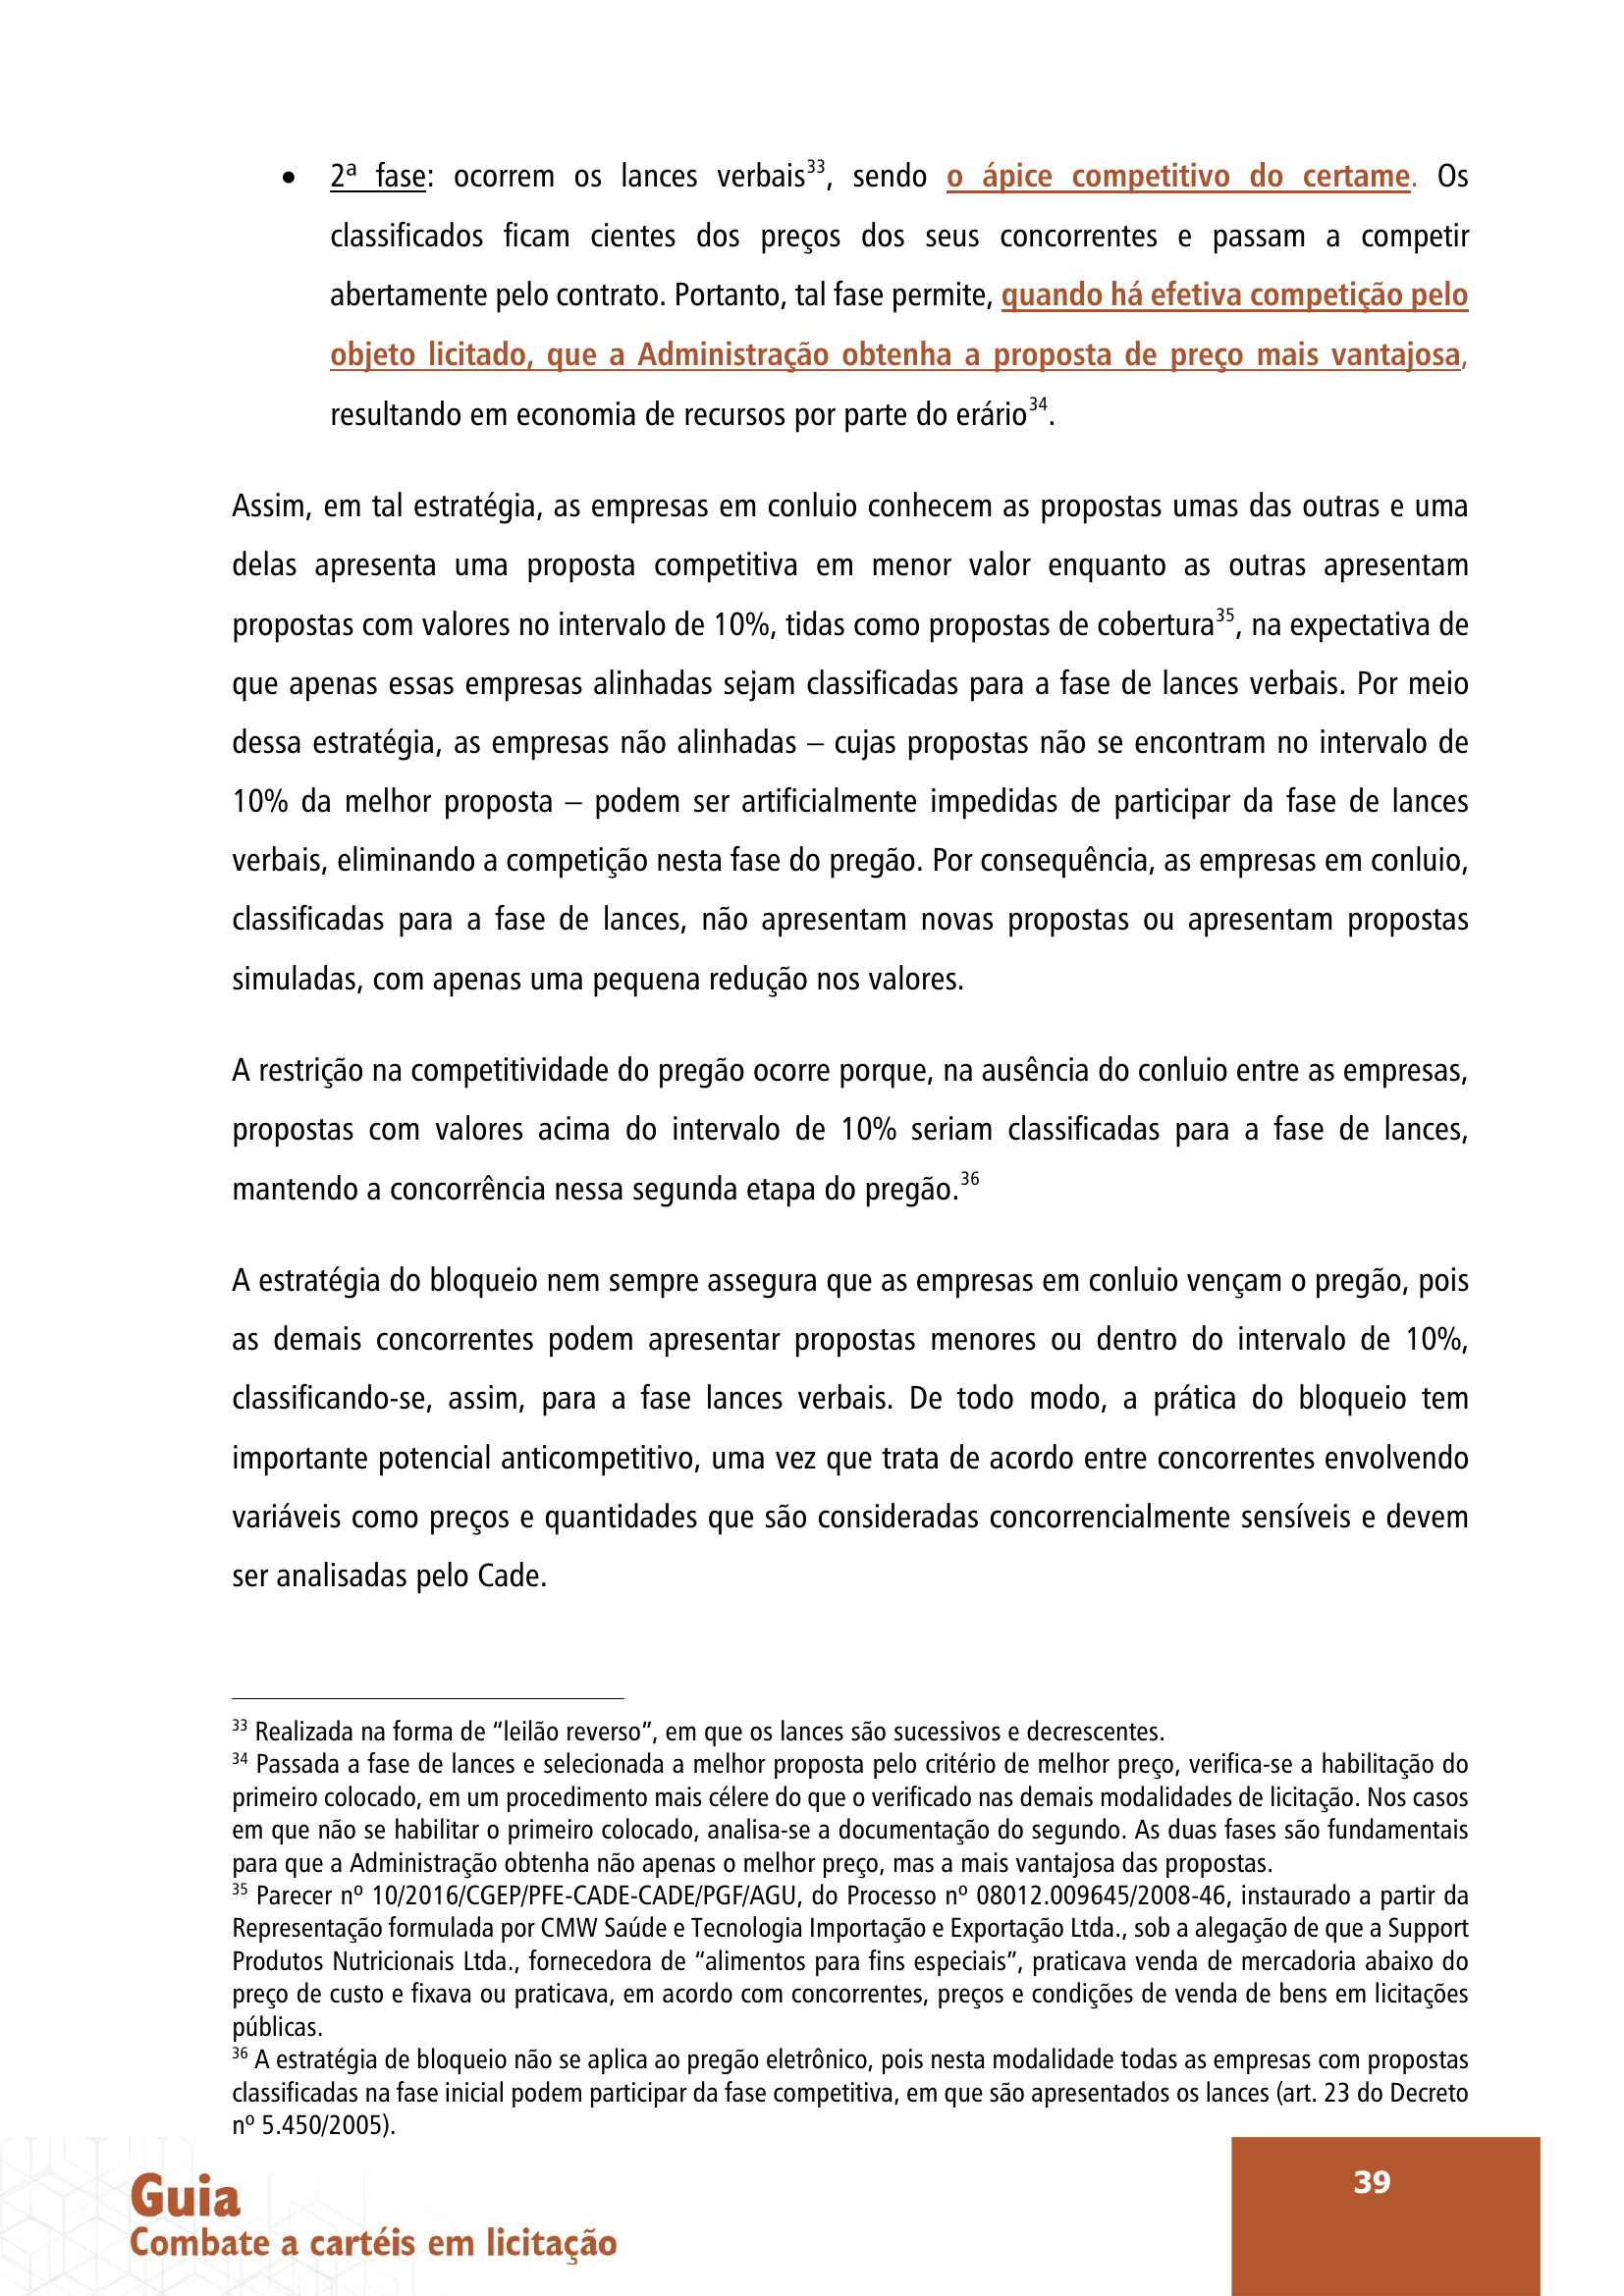 • 2ª fase: ocorrem os lances verbais33, sendo o ápice competitivo do certame. Os
classificados ficam cientes dos preços dos seus concorrentes e passam a competir
abertamente pelo contrato. Portanto, tal fase permite, quando há efetiva competição pelo
objeto licitado, que a Administração obtenha a proposta de preço mais vantajosa,
resultando em economia de recursos por parte do erário34.
Assim, em tal estratégia, as empresas em conluio conhecem as propostas umas das outras e uma
delas apresenta uma proposta competitiva em menor valor enquanto as outras apresentam
propostas com valores no intervalo de 10%, tidas como propostas de cobertura35, na expectativa de
que apenas essas empresas alinhadas sejam classificadas para a fase de lances verbais. Por meio
dessa estratégia, as empresas não alinhadas – cujas propostas não se encontram no intervalo de
10% da melhor proposta – podem ser artificialmente impedidas de participar da fase de lances
verbais, eliminando a competição nesta fase do pregão. Por consequência, as empresas em conluio,
classificadas para a fase de lances, não apresentam novas propostas ou apresentam propostas
simuladas, com apenas uma pequena redução nos valores.
A restrição na competitividade do pregão ocorre porque, na ausência do conluio entre as empresas,
propostas com valores acima do intervalo de 10% seriam classificadas para a fase de lances,
mantendo a concorrência nessa segunda etapa do pregão.36
A estratégia do bloqueio nem sempre assegura que as empresas em conluio vençam o pregão, pois
as demais concorrentes podem apresentar propostas menores ou dentro do intervalo de 10%,
classificando-se, assim, para a fase lances verbais. De todo modo, a prática do bloqueio tem
importante potencial anticompetitivo, uma vez que trata de acordo entre concorrentes envolvendo
variáveis como preços e quantidades que são consideradas concorrencialmente sensíveis e devem
ser analisadas pelo Cade.
33 Realizada na forma de “leilão reverso”, em que os lances são sucessivos e decrescentes.
34 Passada a fase de lances e selecionada a melhor proposta pelo critério de melhor preço, verifica-se a habilitação do
primeiro colocado, em um procedimento mais célere do que o verificado nas demais modalidades de licitação. Nos casos
em que não se habilitar o primeiro colocado, analisa-se a documentação do segundo. As duas fases são fundamentais
para que a Administração obtenha não apenas o melhor preço, mas a mais vantajosa das propostas.
35 Parecer nº 10/2016/CGEP/PFE-CADE-CADE/PGF/AGU, do Processo nº 08012.009645/2008-46, instaurado a partir da
Representação formulada por CMW Saúde e Tecnologia Importação e Exportação Ltda., sob a alegação de que a Support
Produtos Nutricionais Ltda., fornecedora de “alimentos para fins especiais”, praticava venda de mercadoria abaixo do
preço de custo e fixava ou praticava, em acordo com concorrentes, preços e condições de venda de bens em licitações
públicas.
36 A estratégia de bloqueio não se aplica ao pregão eletrônico, pois nesta modalidade todas as empresas com propostas
classificadas na fase inicial podem participar da fase competitiva, em que são apresentados os lances (art. 23 do Decreto
nº 5.450/2005).
Guia
Combate a cartéis em licitação
39